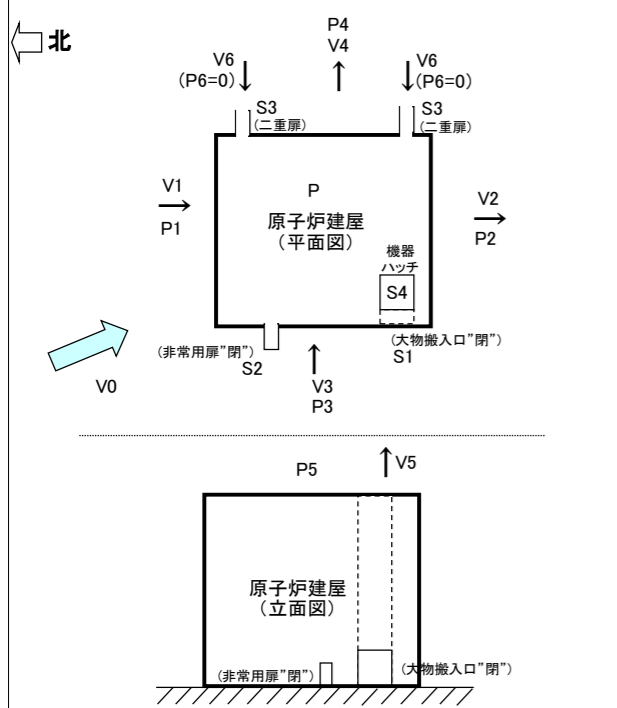 北
P4
V4
V6
(P6=0)
V6
(P6=0)
S3
(二重扉)
S3
(二重扉)
V1
P1
P
原子炉建屋
(平面図)
V2
P2
機器
ハッチ
S4
(非常用扉”閉”)
S2
(大物搬入口”閉”)
S1
V0
V3
P3
P5
V5
原子炉建屋
(立面図)
(非常用扉”閉”)
(大物搬入口”閉”)